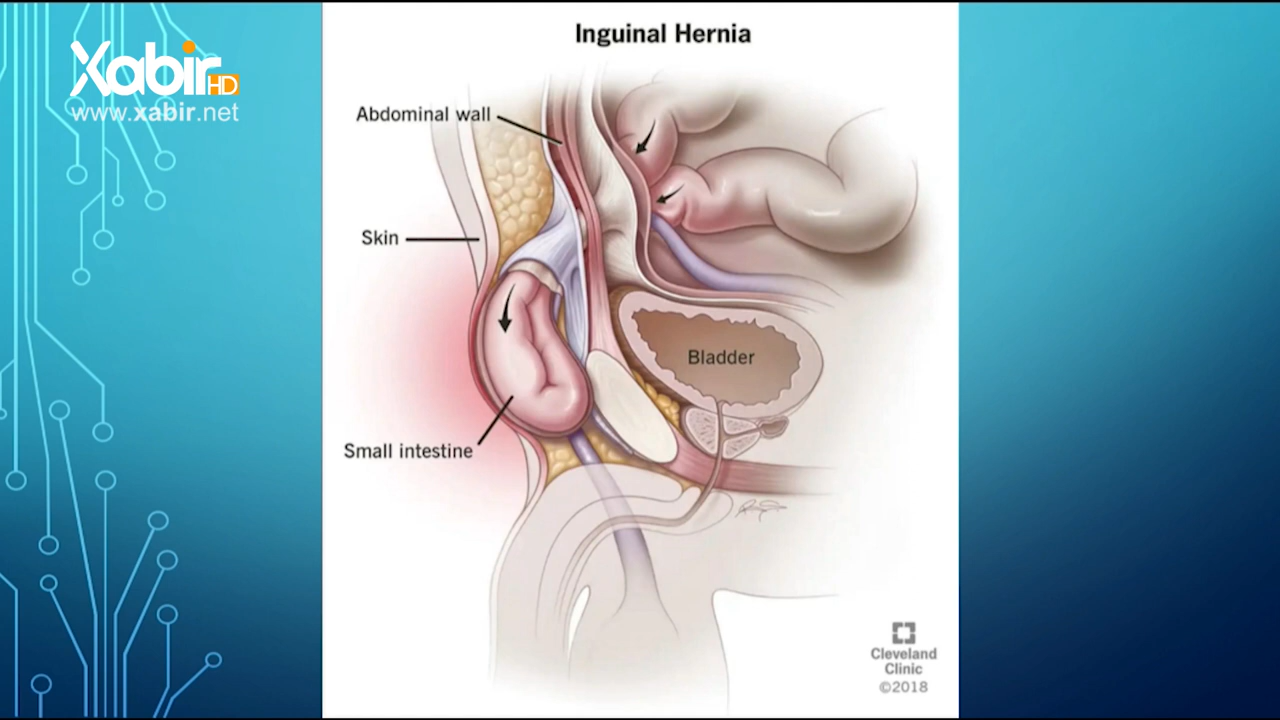 Inguinal Hernia
Xabir HD
www.xabir.net
Abdominal wall
Skin
Bladder
Small intestine
Cleveland
Clinic
©2018